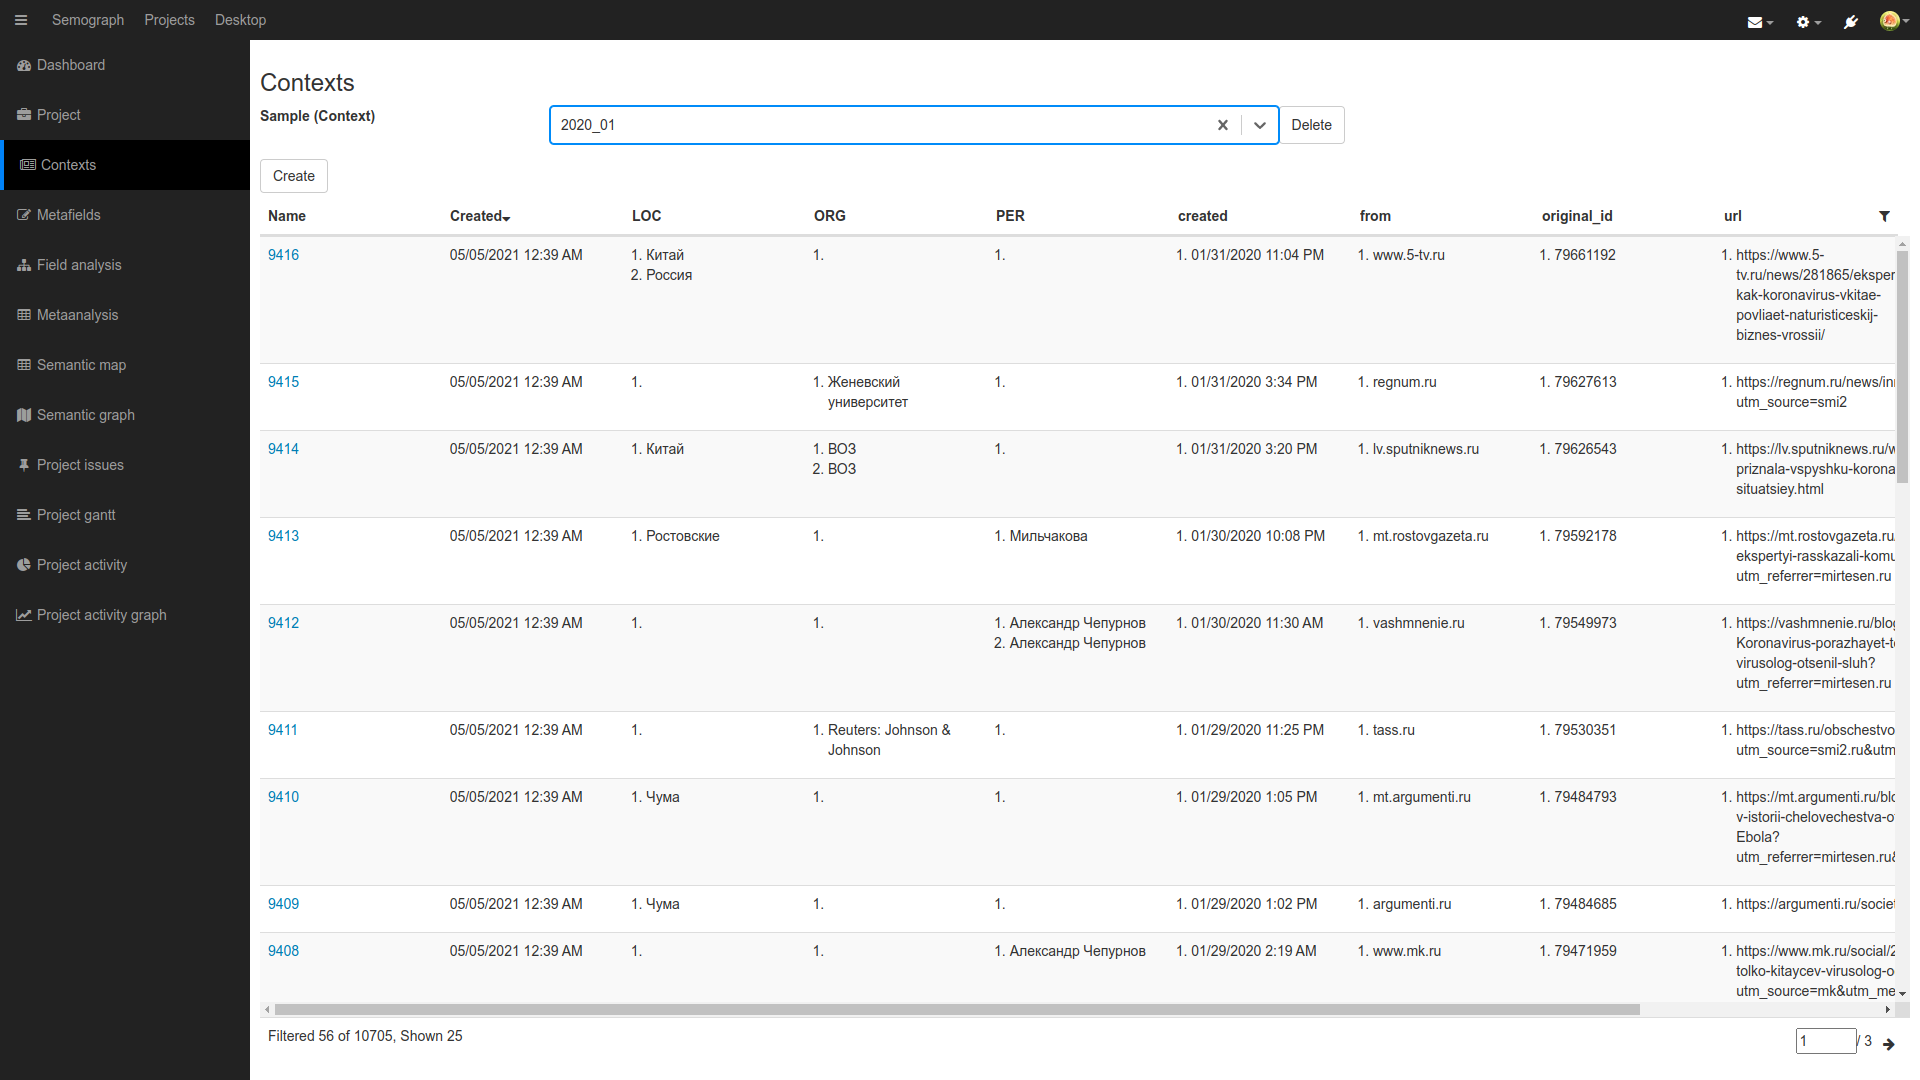 Semograph Projects Desktop
Dashboard
Project
Contexts
Metafields
Field analysis
Metaanalysis
Semantic map
Semantic graph
Project issues
Project gantt
Project activity
Project activity graph
Contexts
Sample (Context)
2020_01
Delete
Create
Name Created LOC ORG PER created from original_id url
9416 05/05/2021 12:39 AM 1. Китай 1. 1. 1. 01/31/2020 11:04 PM 1. www.5-tv.ru 1. 79661192 1. https://www.5-
2. Россия tv.ru/news/281865/eksper
kak-koronavirus-vkitae-
povliaet-naturisticeskij-
biznes-vrossii/
9415 05/05/2021 12:39 AM 1. 1. Женевский 1. 1. 01/31/2020 3:34 PM 1. regnum.ru 1. 79627613 1. https://regnum.ru/news/in
университет utm_source=smi2
9414 05/05/2021 12:39 AM 1. Китай 1. ВОЗ 1. 1. 01/31/2020 3:20 PM 1. lv.sputniknews.ru 1. 79626543 1. https://lv.sputniknews.ru/w
2. ВОЗ priznala-vspyshku-korona
situatsiey.html
9413 05/05/2021 12:39 AM 1. Ростовские 1. 1. Мильчакова 1. 01/30/2020 10:08 PM 1. mt.rostovgazeta.ru 1. 79592178 1. https://mt.rostovgazeta.ru
ekspertyi-rasskazali-komu
utm_referrer=mirtesen.ru
9412 05/05/2021 12:39 AM 1. 1. 1. Александр Чепурнов 1. 01/30/2020 11:30 AM 1. vashmnenie.ru 1. 79549973 1. https://vashmnenie.ru/blog
2. Александр Чепурнов Koronavirus-porazhayet-t
virusolog-otsenil-sluh?
utm_referrer=mirtesen.ru
9411 05/05/2021 12:39 AM 1. 1. Reuters: Johnson & 1. 1. 01/29/2020 11:25 PM 1. tass.ru 1. 79530351 1. https://tass.ru/obschestvo
Johnson utm_source=smi2.ru&utm
9410 05/05/2021 12:39 AM 1. Чума 1. 1. 1. 01/29/2020 1:05 PM 1. mt.argumenti.ru 1. 79484793 1. https://mt.argumenti.ru/blo
v-istorii-chelovechestva-o
Ebola?
utm_referrer=mirtesen.ru&
9409 05/05/2021 12:39 AM 1. Чума 1. 1. 1. 01/29/2020 1:02 PM 1. argumenti.ru 1. 79484685 1. https://argumenti.ru/socie
9408 05/05/2021 12:39 AM 1. 1. 1. Александр Чепурнов 1. 01/29/2020 2:19 AM 1. www.mk.ru 1. 79471959 1. https://www.mk.ru/social/2
tolko-kitaycev-virusolog-o
utm_source=mk&utm_me
Filtered 56 of 10705, Shown 25
1 / 3